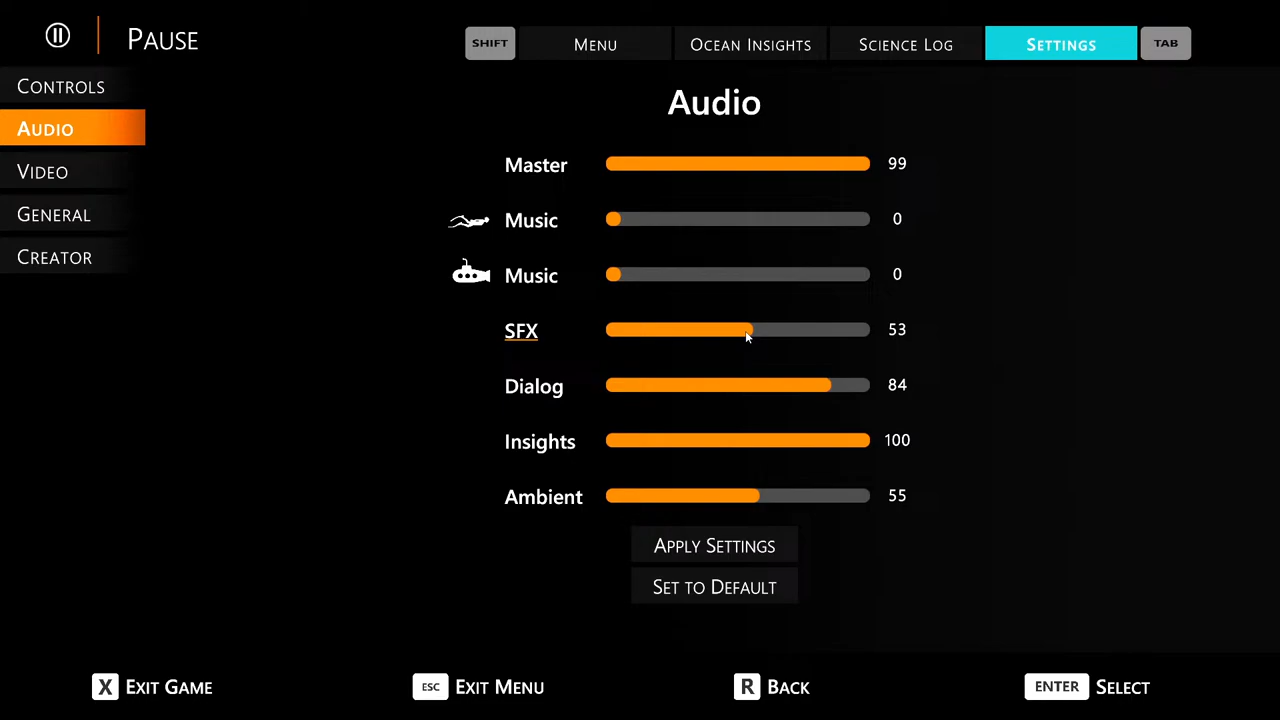 PAUSE
SHIFT MENU OCEAN INSIGHTS SCIENCE LOG SETTINGS TAB
CONTROLS
AUDIO
VIDEO
GENERAL
CREATOR
Audio
Master 99
Music 0
Music 0
SFX 53
Dialog 84
Insights 100
Ambient 55
APPLY SETTINGS
SET TO DEFAULT
X EXIT GAME ESC EXIT MENU R BACK ENTER SELECT